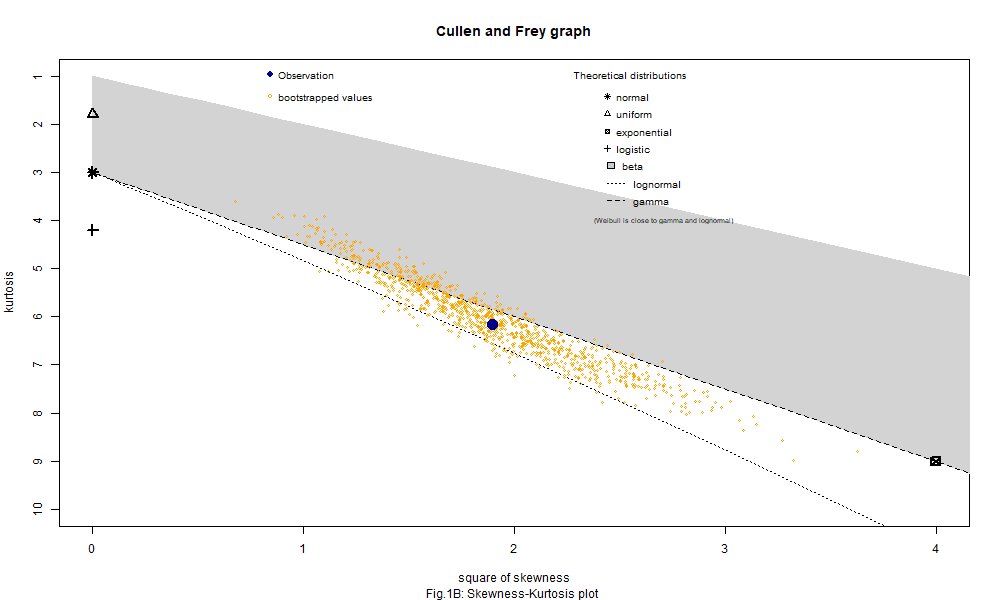 Cullen and Frey graph
Observation
bootstrapped values
Theoretical distributions
normal
uniform
exponential
logistic
beta
lognormal
gamma
(Weibull is close to gamma and lognormal)
kurtosis
1
2
3
4
5
6
7
8
9
10
0 1 2 3 4
square of skewness
Fig.1B: Skewness-Kurtosis plot